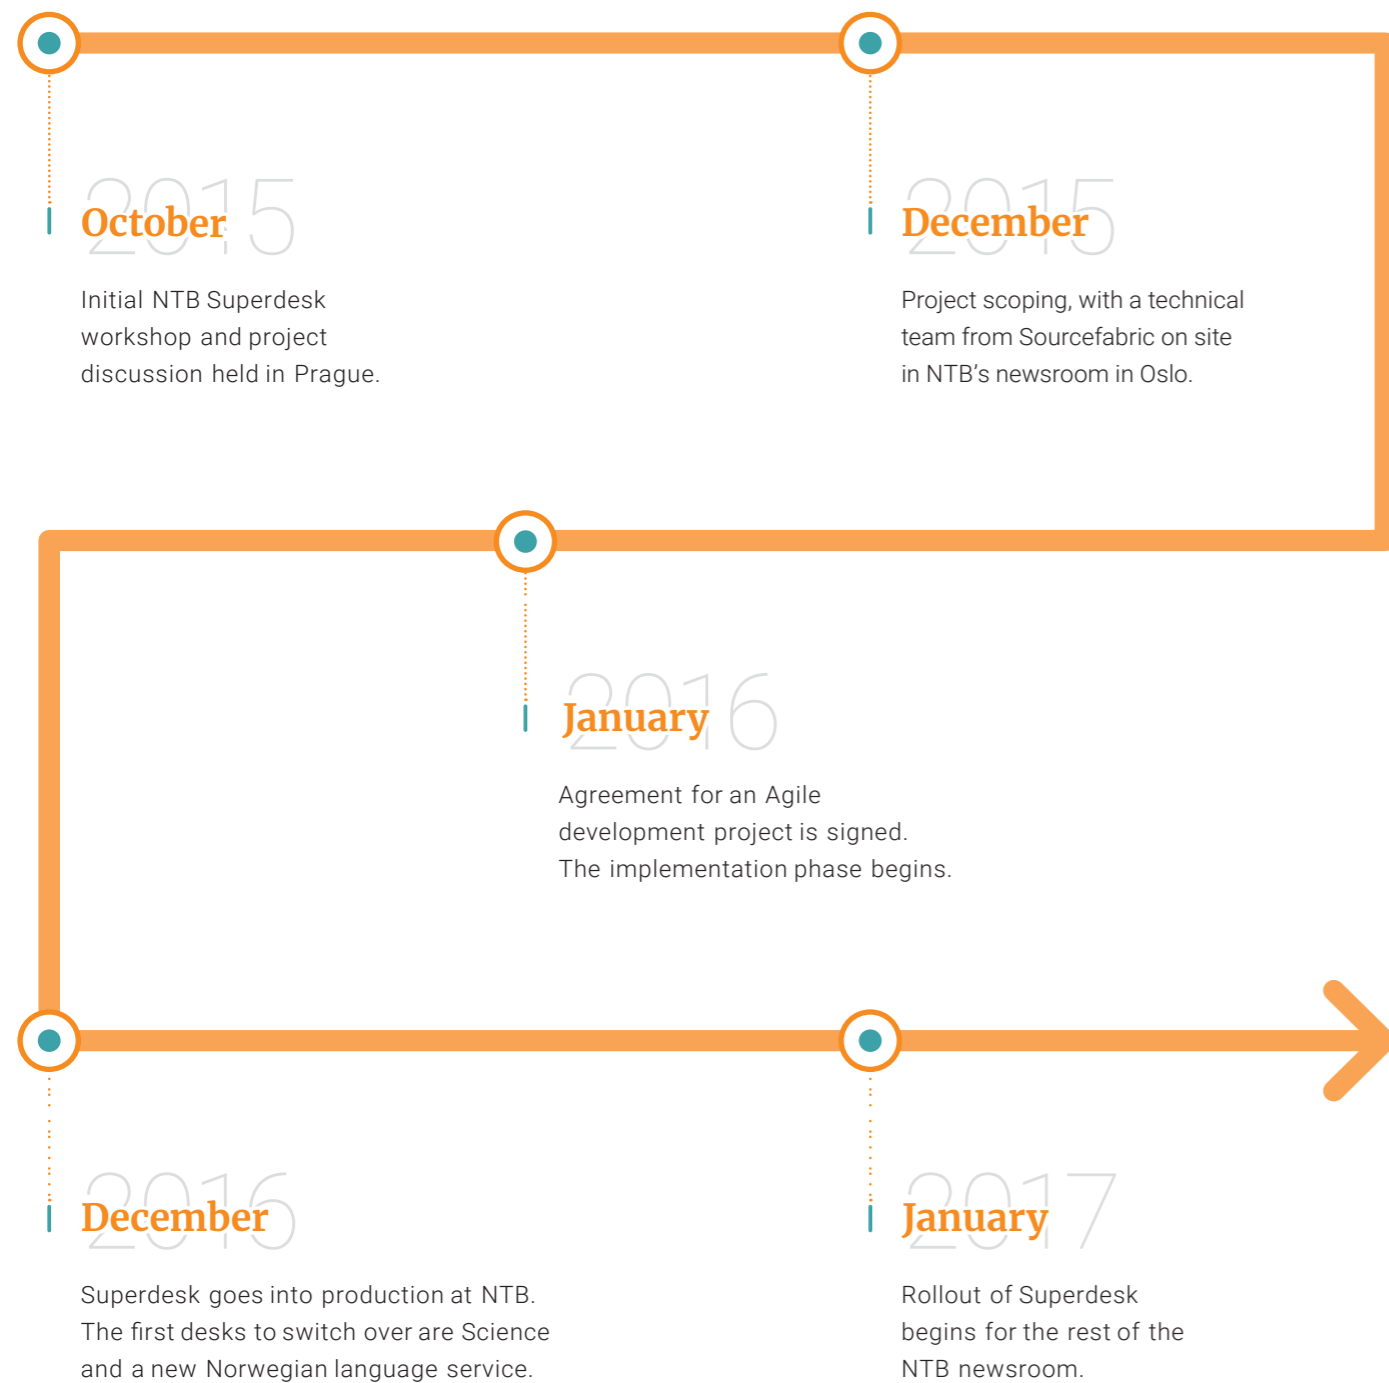 2015
October
Initial NTB Superdesk
workshop and project
discussion held in Prague.
2015
December
Project scoping, with a technical
team from Sourcefabric on site
in NTB’s newsroom in Oslo.
2016
January
Agreement for an Agile
development project is signed.
The implementation phase begins.
2016
December
Superdesk goes into production at NTB.
The first desks to switch over are Science
and a new Norwegian language service.
2017
January
Rollout of Superdesk
begins for the rest of the
NTB newsroom.